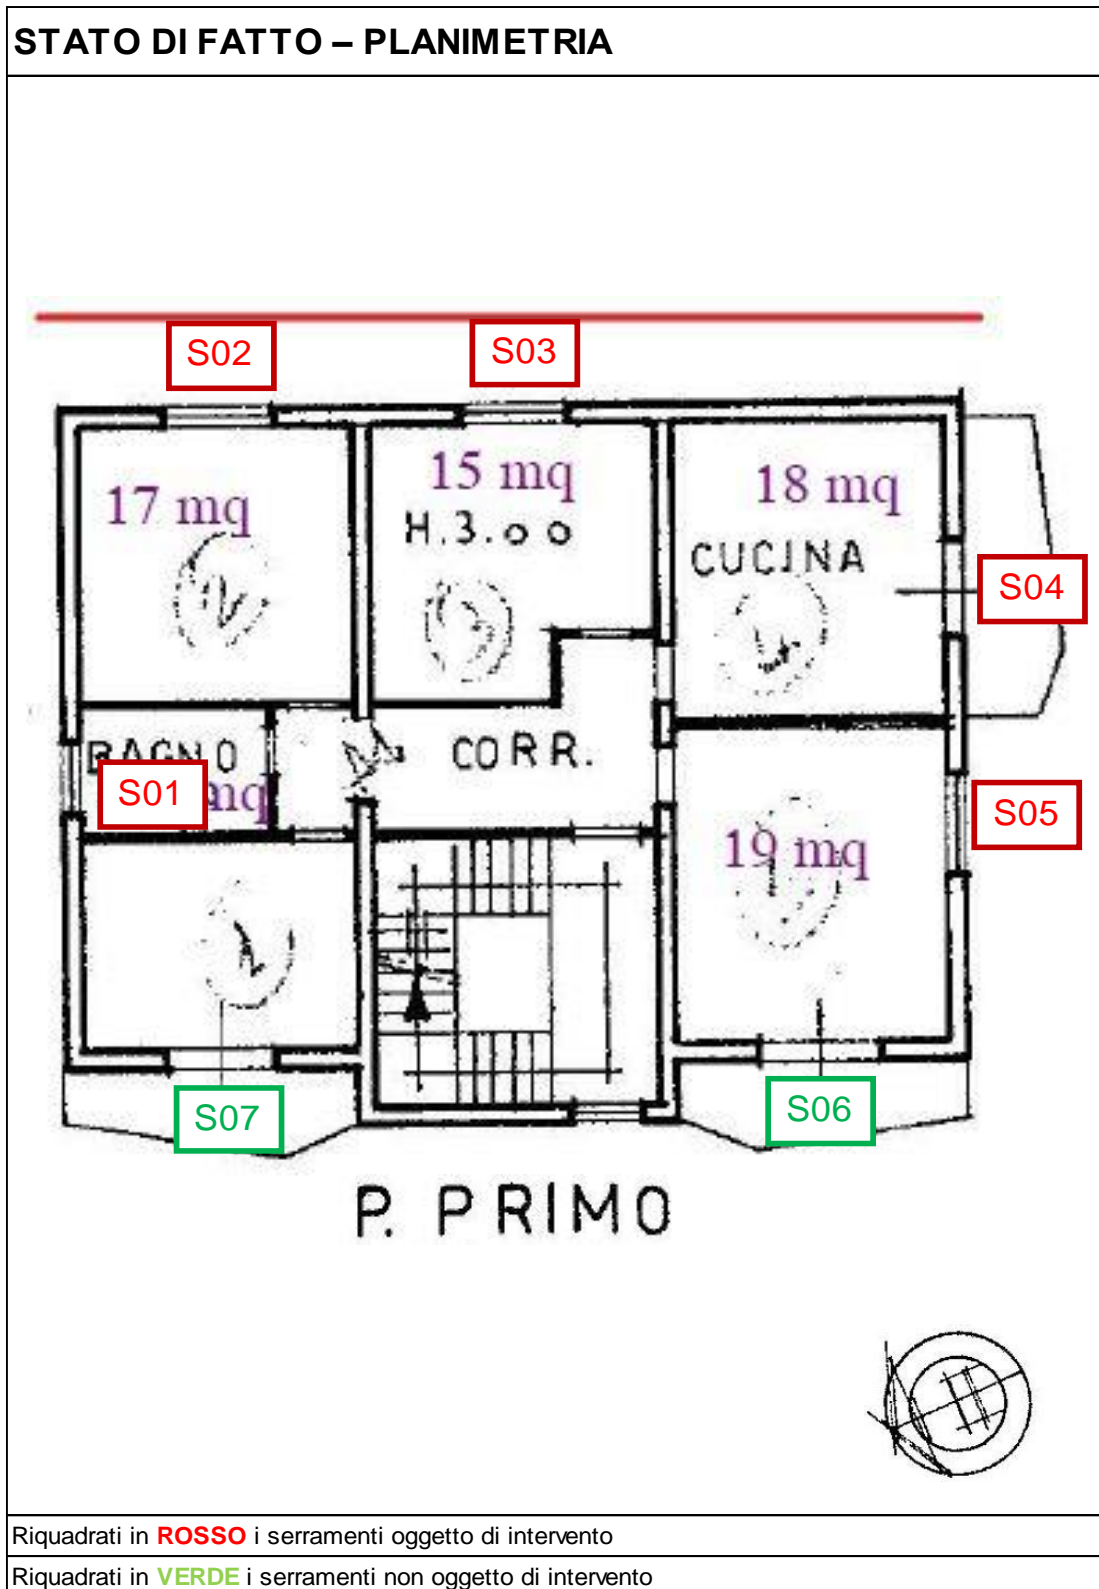 STATO DI FATTO – PLANIMETRIA
S02
S03
17 mq
15 mq
18 mq
H.3.00
CUCINA
S04
BAGNO
CORR.
S01
mq
S05
19 mq
S07
S06
P. PRIMO
Riquadrati in ROSSO i serramenti oggetto di intervento
Riquadrati in VERDE i serramenti non oggetto di intervento